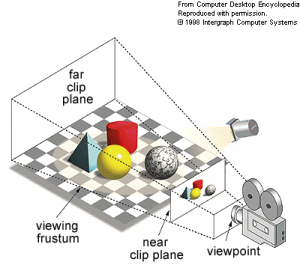 From Computer Desktop Encyclopedia
Reproduced with permission.
© 1998 Intergraph Computer Systems
far
clip
plane
viewing
frustum
near
clip plane
viewpoint